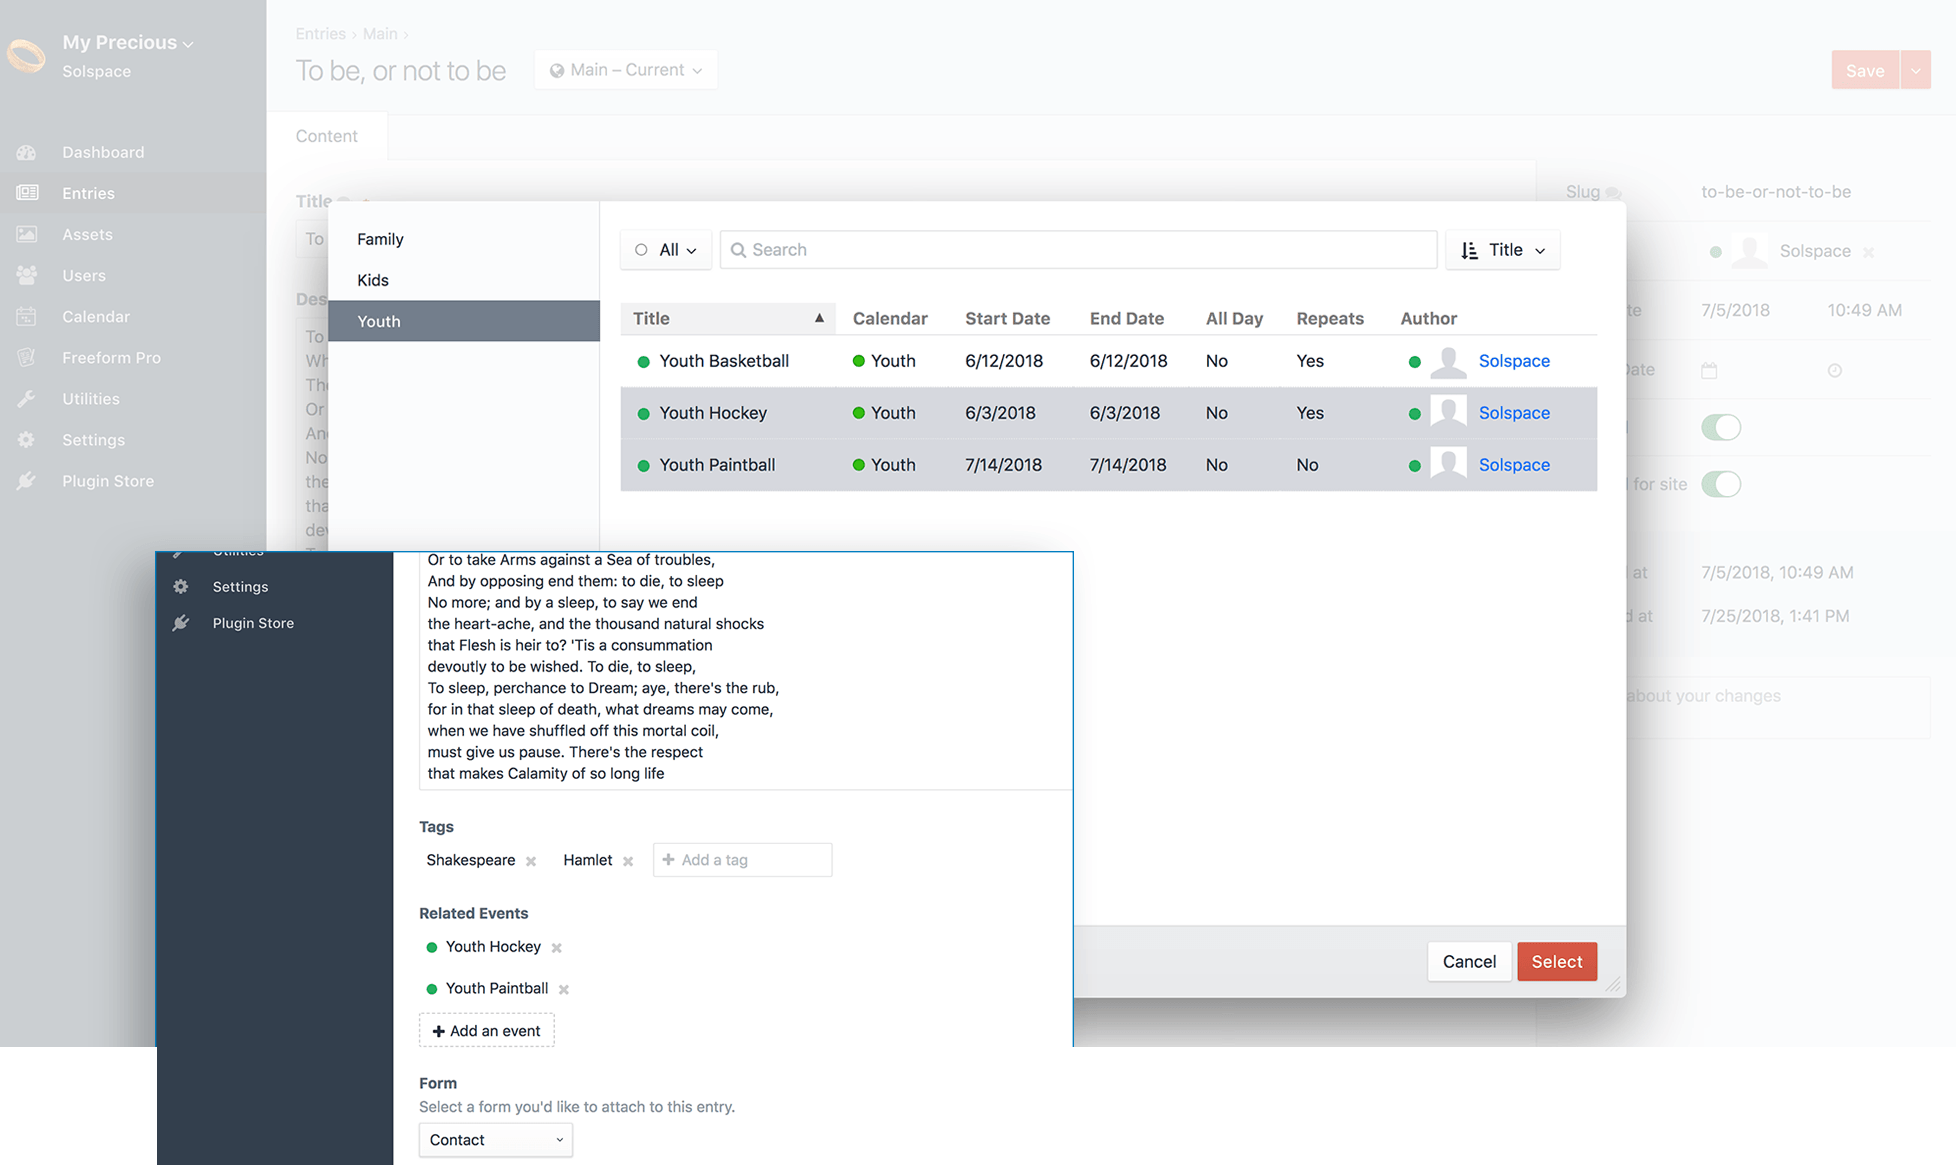 My Precious
Solspace
Dashboard
Entries
Assets
Users
Calendar
Freeform Pro
Utilities
Settings
Plugin Store
Entries › Main ›
To be, or not to be
Main – Current
Save
Content
Title
To
Des
To
Wh
The
Or
And
No
the
tha
dev
Slug
to-be-or-not-to-be
Solspace
te
7/5/2018
10:49 AM
Date
for site
at
7/5/2018, 10:49 AM
d at
7/25/2018, 1:41 PM
about your changes
Family
Kids
Youth
All
Search
Title
Title Calendar Start Date End Date All Day Repeats Author
Youth Basketball Youth 6/12/2018 6/12/2018 No Yes Solspace
Youth Hockey Youth 6/3/2018 6/3/2018 No Yes Solspace
Youth Paintball Youth 7/14/2018 7/14/2018 No No Solspace
Cancel
Select
Utilities
Settings
Plugin Store
Or to take Arms against a Sea of troubles,
And by opposing end them: to die, to sleep
No more; and by a sleep, to say we end
the heart-ache, and the thousand natural shocks
that Flesh is heir to? 'Tis a consummation
devoutly to be wished. To die, to sleep,
To sleep, perchance to Dream; aye, there's the rub,
for in that sleep of death, what dreams may come,
when we have shuffled off this mortal coil,
must give us pause. There's the respect
that makes Calamity of so long life
Tags
Shakespeare
Hamlet
Add a tag
Related Events
Youth Hockey
Youth Paintball
Add an event
Form
Select a form you'd like to attach to this entry.
Contact